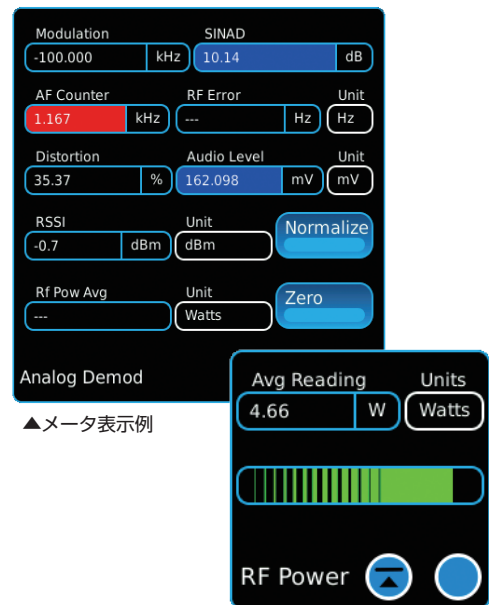 Modulation SINAD
-100.000 kHz 10.14 dB
AF Counter RF Error Unit
1.167 kHz --- Hz Hz
Distortion Audio Level Unit
35.37 % 162.098 mV mV
RSSI Unit
-0.7 dBm dBm Normalize
Rf Pow Avg Unit
--- Watts Zero
Analog Demod
▲メータ表示例
Avg Reading Units
4.66 W Watts
RF Power